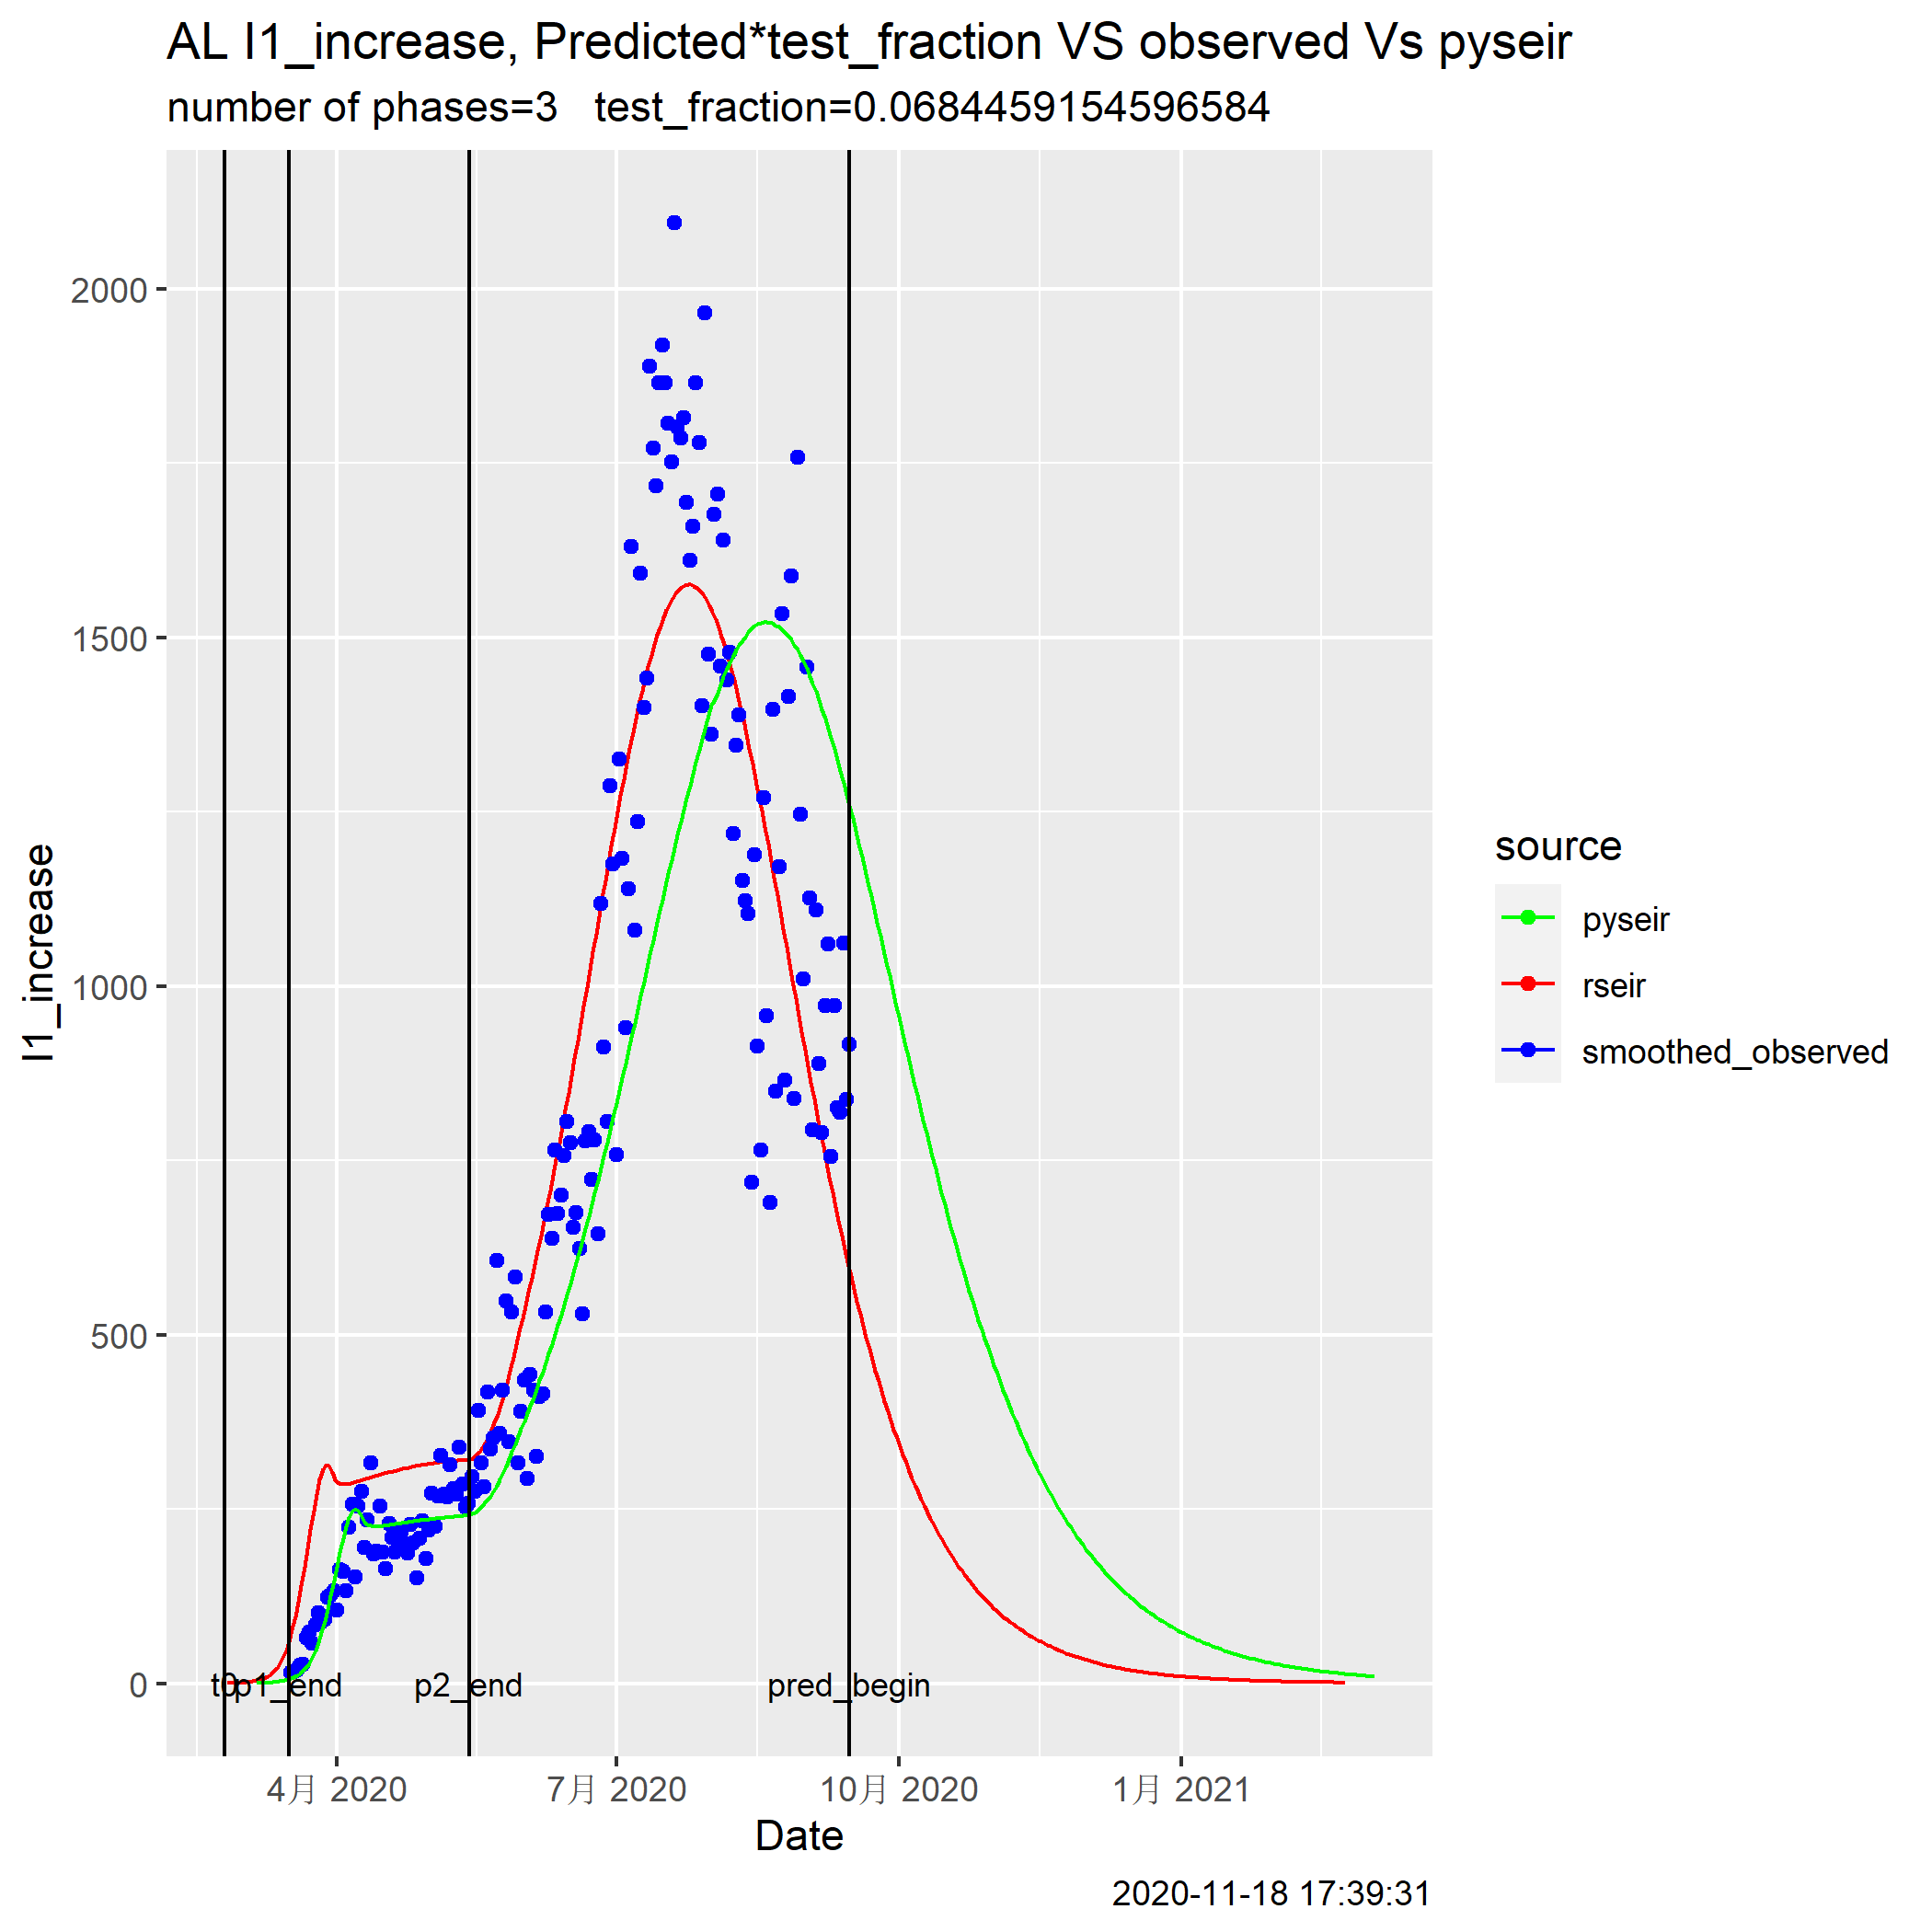 AL I1_increase, Predicted*test_fraction VS observed Vs pyseir
number of phases=3   test_fraction=0.0684459154596584
2000
1500
1000
500
0
I1_increase
t0
p1_end
p2_end
pred_begin
4月 2020
7月 2020
10月 2020
1月 2021
Date
source
pyseir
rseir
smoothed_observed
2020-11-18 17:39:31